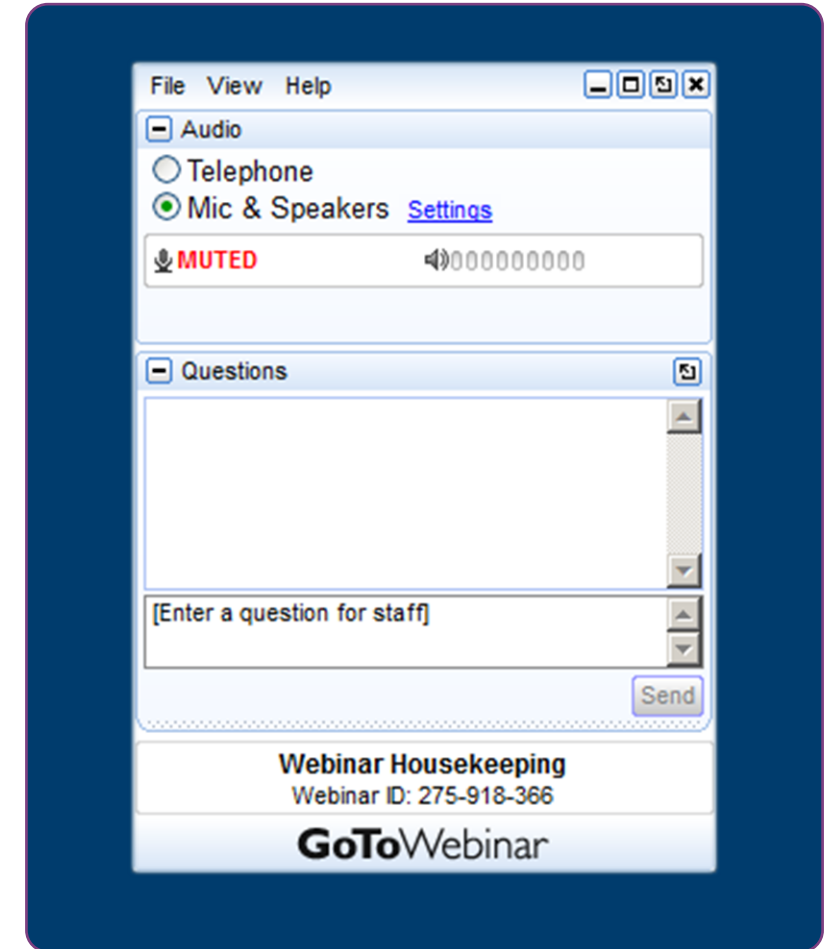 File View Help
Audio
Telephone
Mic & Speakers Settings
MUTED 000000000
Questions
[Enter a question for staff]
Send
Webinar Housekeeping
Webinar ID: 275-918-366
GoToWebinar